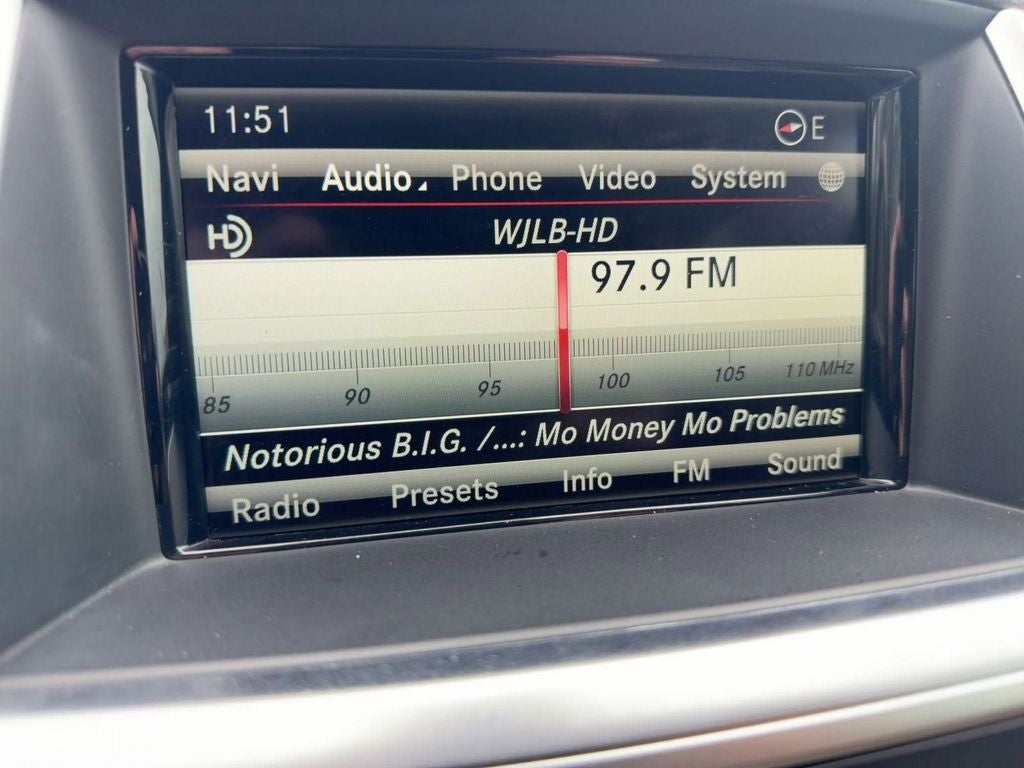 11:51 E
Navi Audio Phone Video System
HD WJLB-HD
97.9 FM
85 90 95 100 105 110 MHz
Notorious B.I.G. /...: Mo Money Mo Problems
Radio Presets Info FM Sound